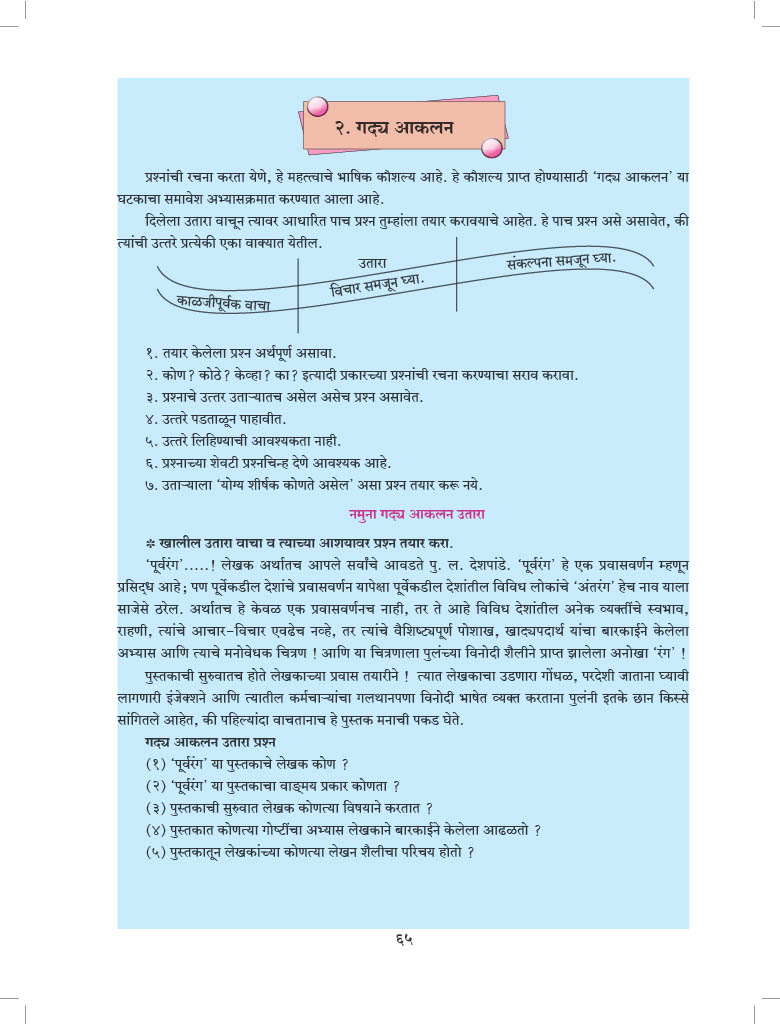 २. गद्य आकलन
प्रश्नांची रचना करता येणे, हे महत्त्वाचे भाषिक कौशल्य आहे. हे कौशल्य प्राप्त होण्यासाठी ‘गद्य आकलन’ या
घटकाचा समावेश अभ्यासक्रमात करण्यात आला आहे.
दिलेला उतारा वाचून त्यावर आधारित पाच प्रश्न तुम्हांला तयार करावयाचे आहेत. हे पाच प्रश्न असे असावेत, की
त्यांची उत्तरे प्रत्येकी एका वाक्यात येतील.
उतारा
काळजीपूर्वक वाचा
विचार समजून घ्या.
संकल्पना समजून घ्या.
१. तयार केलेला प्रश्न अर्थपूर्ण असावा.
२. कोण? कोठे? केव्हा? का? इत्यादी प्रकारच्या प्रश्नांची रचना करण्याचा सराव करावा.
३. प्रश्नाचे उत्तर उताऱ्यातच असेल असेच प्रश्न असावेत.
४. उत्तरे पडताळून पाहावीत.
५. उत्तरे लिहिण्याची आवश्यकता नाही.
६. प्रश्नाच्या शेवटी प्रश्नचिन्ह देणे आवश्यक आहे.
७. उताऱ्याला ‘योग्य शीर्षक कोणते असेल’ असा प्रश्न तयार करू नये.
नमुना गद्य आकलन उतारा
* खालील उतारा वाचा व त्याच्या आशयावर प्रश्न तयार करा.
‘पूर्वरंग’.....! लेखक अर्थातच आपले सर्वांचे आवडते पु. ल. देशपांडे. ‘पूर्वरंग’ हे एक प्रवासवर्णन म्हणून
प्रसिद्ध आहे; पण पूर्वेकडील देशांचे प्रवासवर्णन यापेक्षा पूर्वेकडील देशांतील विविध लोकांचे ‘अंतरंग’ हेच नाव याला
साजेसे ठरेल. अर्थातच हे केवळ एक प्रवासवर्णनच नाही, तर ते आहे विविध देशांतील अनेक व्यक्तींचे स्वभाव,
राहणी, त्यांचे आचार-विचार एवढेच नव्हे, तर त्यांचे वैशिष्ट्यपूर्ण पोशाख, खाद्यपदार्थ यांचा बारकाईने केलेला
अभ्यास आणि त्याचे मनोवेधक चित्रण ! आणि या चित्रणाला पुलंच्या विनोदी शैलीने प्राप्त झालेला अनोखा ‘रंग’ !
पुस्तकाची सुरुवातच होते लेखकाच्या प्रवास तयारीने ! त्यात लेखकाचा उडणारा गोंधळ, परदेशी जाताना घ्यावी
लागणारी इंजेक्शने आणि त्यातील कर्मचाऱ्यांचा गलथानपणा विनोदी भाषेत व्यक्त करताना पुलंनी इतके छान किस्से
सांगितले आहेत, की पहिल्यांदा वाचतानाच हे पुस्तक मनाची पकड घेते.
गद्य आकलन उतारा प्रश्न
(१) ‘पूर्वरंग’ या पुस्तकाचे लेखक कोण ?
(२) ‘पूर्वरंग’ या पुस्तकाचा वाङ्मय प्रकार कोणता ?
(३) पुस्तकाची सुरुवात लेखक कोणत्या विषयाने करतात ?
(४) पुस्तकात कोणत्या गोष्टींचा अभ्यास लेखकाने बारकाईने केलेला आढळतो ?
(५) पुस्तकातून लेखकांच्या कोणत्या लेखन शैलीचा परिचय होतो ?
६५